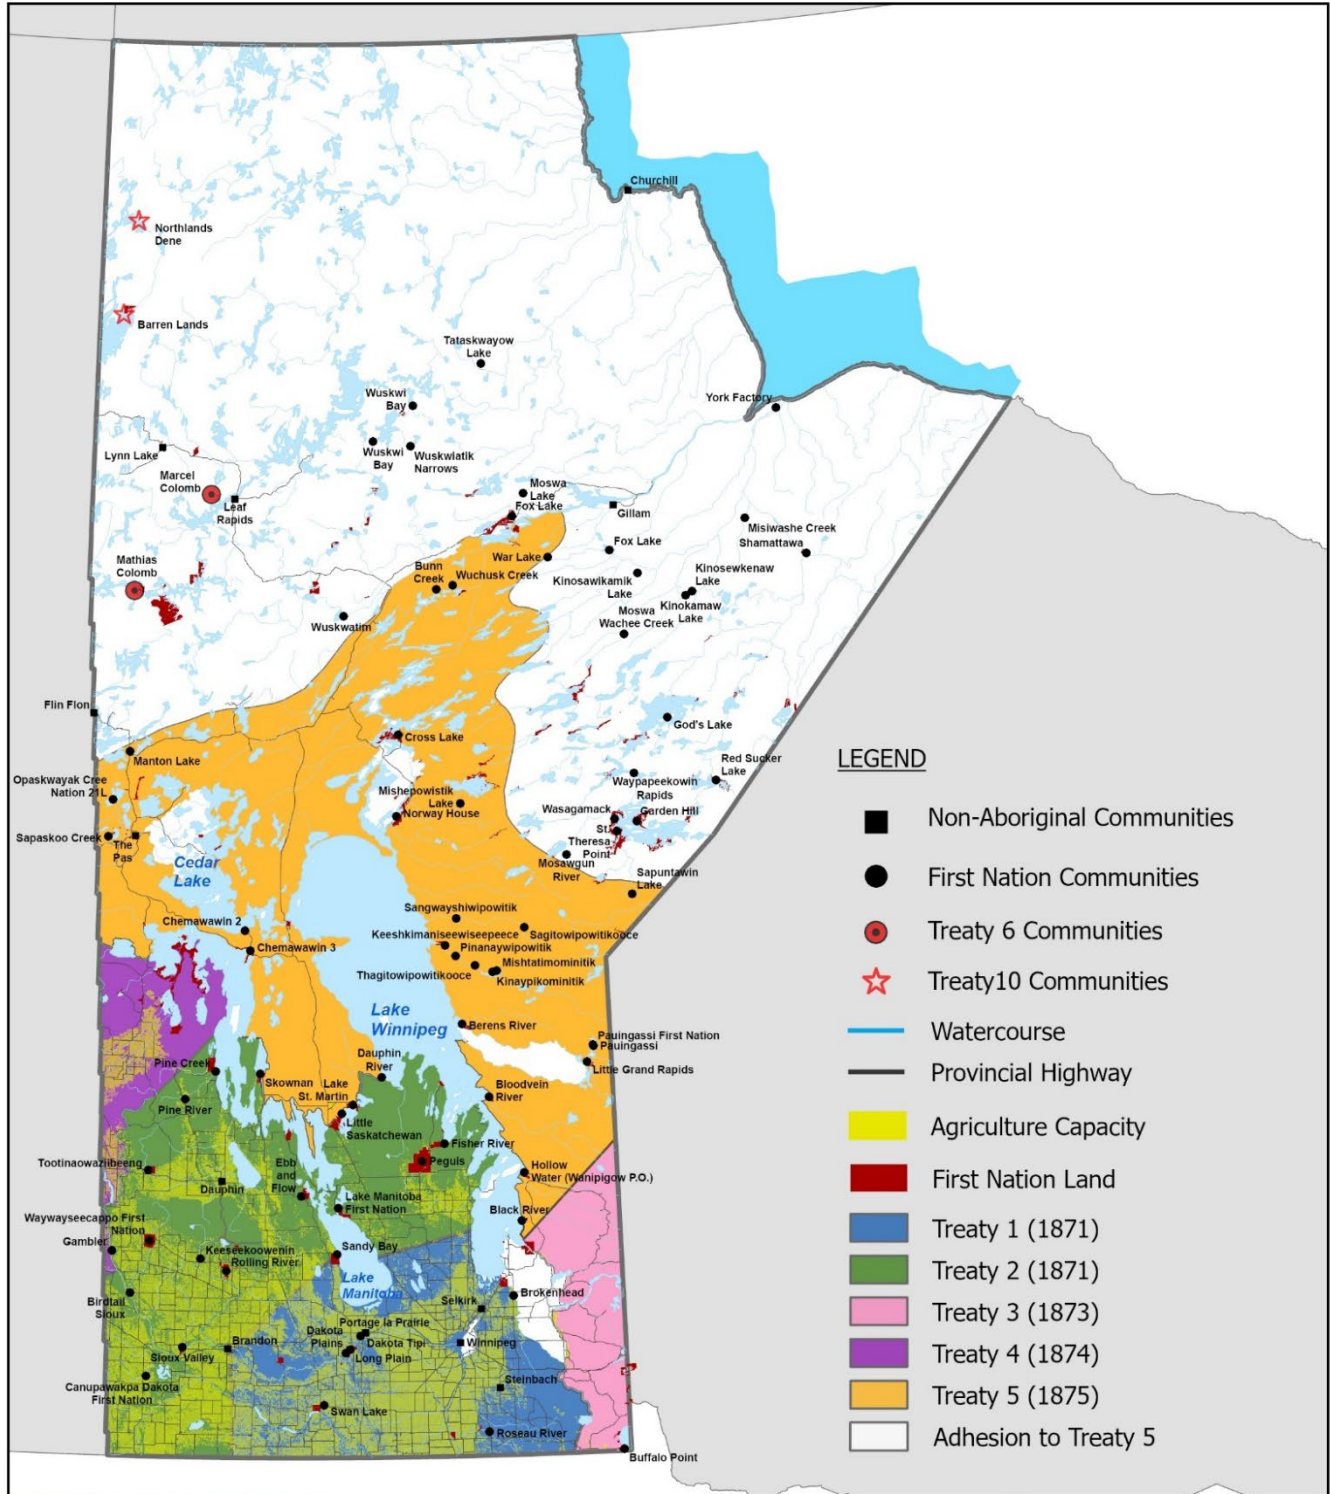 Churchill
Northlands
Dene
Barren Lands
Tataskwayow
Lake
Wuskwi
Bay
York Factory
Lynn Lake
Wuskwi
Bay
Wuskwiatik
Narrows
Marcel
Colomb
Leaf
Rapids
Moswa
Lake
Fox Lake
Gillam
Misiwashe Creek
Shamattawa
Mathias
Colomb
Bunn
Creek
Wuchusk Creek
War Lake
Fox Lake
Kinosawikamik
Lake
Kinosewkenaw
Lake
Kinokamaw
Lake
Moswa
Wachee Creek
Wuskwatim
Flin Flon
God's Lake
Cross Lake
Manton Lake
Opaskwayak Cree
Nation 21L
Mishepowistik
Lake
Norway House
Waypapeekowin
Rapids
Red Sucker
Lake
Wasagamack
Garden Hill
St.
Theresa
Point
Sapaskoo Creek
The
Pas
Cedar
Lake
Mosawgun
River
Sapuntawin
Lake
Chemawawin 2
Chemawawin 3
Sangwayshiwipowitik
Keeshkimaniseewiseepeece
Sagitowipowitikooce
Pinanaywipowitik
Mishtatimominitik
Thagitowipowitikooce
Kinaypikominitik
Lake
Winnipeg
Berens River
Pauingassi First Nation
Pauingassi
Little Grand Rapids
Pine Creek
Skownan
Dauphin
River
Lake
St. Martin
Bloodvein
River
Pine River
Little
Saskatchewan
Fisher River
Peguis
Tootinaowaziibeeng
Dauphin
Ebb
and
Flow
Hollow
Water (Wanipigow P.O.)
Lake Manitoba
First Nation
Black River
Waywayseecappo First
Nation
Gambler
Keeseekoowenin
Rolling River
Sandy Bay
Lake
Manitoba
Birdtail
Sioux
Selkirk
Brokenhead
Portage la Prairie
Dakota
Plains
Dakota Tipi
Long Plain
Winnipeg
Brandon
Sioux Valley
Canupawakpa Dakota
First Nation
Steinbach
Swan Lake
Roseau River
Buffalo Point
LEGEND
Non-Aboriginal Communities
First Nation Communities
Treaty 6 Communities
Treaty10 Communities
Watercourse
Provincial Highway
Agriculture Capacity
First Nation Land
Treaty 1 (1871)
Treaty 2 (1871)
Treaty 3 (1873)
Treaty 4 (1874)
Treaty 5 (1875)
Adhesion to Treaty 5